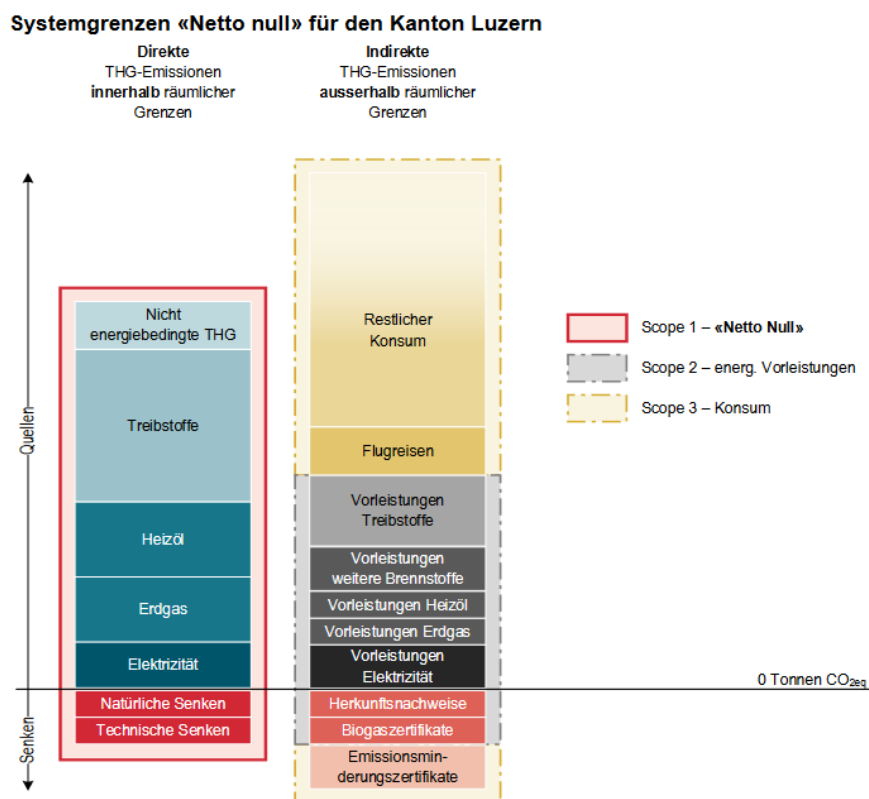 Systemgrenzen «Netto null» für den Kanton Luzern
Direkte
THG-Emissionen
innerhalb räumlicher
Grenzen
Indirekte
THG-Emissionen
ausserhalb räumlicher
Grenzen
Quellen
Senken
Nicht
energiebedingte THG
Treibstoffe
Heizöl
Erdgas
Elektrizität
Natürliche Senken
Technische Senken
Restlicher
Konsum
Flugreisen
Vorleistungen
Treibstoffe
Vorleistungen
weitere Brennstoffe
Vorleistungen Heizöl
Vorleistungen Erdgas
Vorleistungen
Elektrizität
Herkunftsnachweise
Biogaszertifikate
Emissionsmin-
derungszertifikate
Scope 1 – «Netto Null»
Scope 2 – energ. Vorleistungen
Scope 3 – Konsum
0 Tonnen CO2eq